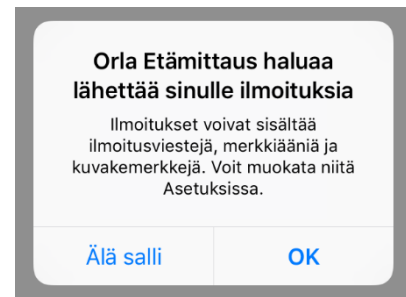 Orla Etämittaus haluaa
lähettää sinulle ilmoituksia
Ilmoitukset voivat sisältää
ilmoitusviestejä, merkkiääniä ja
kuvakemerkkejä. Voit muokata niitä
Asetuksissa.
Älä salli
OK